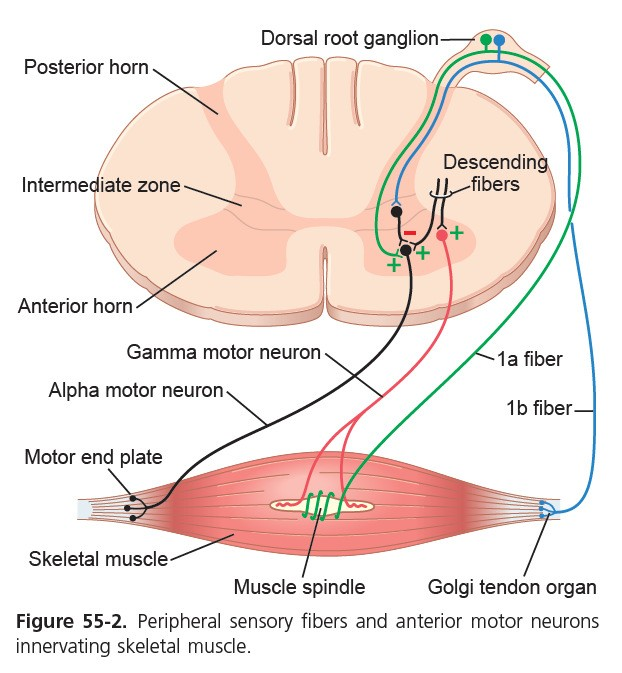 Dorsal root ganglion
Posterior horn
Descending
fibers
Intermediate zone
–
+
+
+
Anterior horn
Gamma motor neuron
1a fiber
Alpha motor neuron
1b fiber
Motor end plate
Skeletal muscle
Muscle spindle
Golgi tendon organ
Figure 55-2. Peripheral sensory fibers and anterior motor neurons
innervating skeletal muscle.